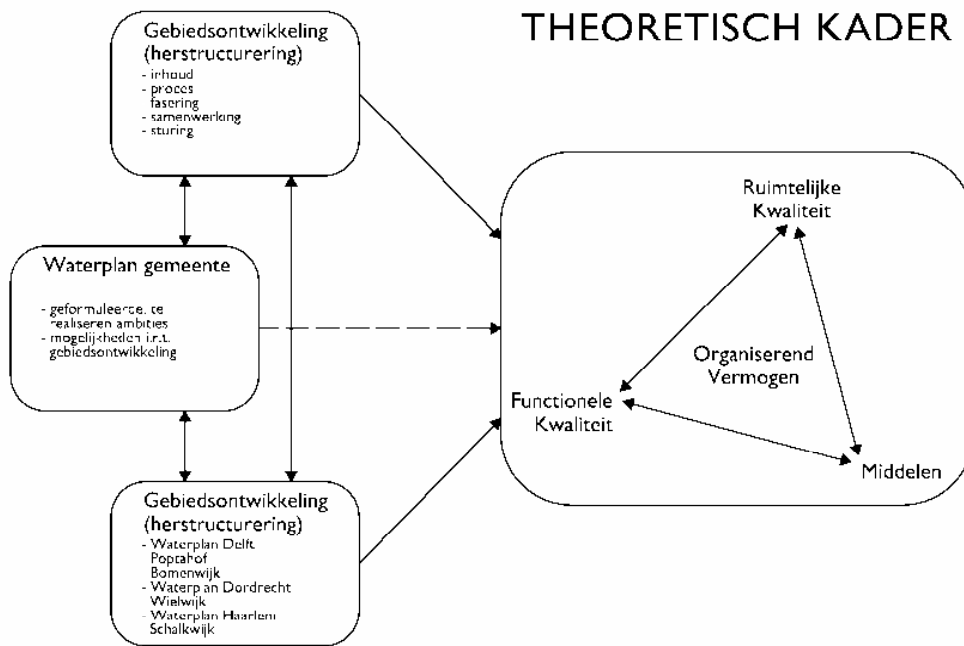 THEORETISCH KADER
Gebiedsontwikkeling
(herstructurering)
- inhoud
- proces
fasering
- samenwerking
- sturing
Waterplan gemeente
- geformuleerde, te
realiseren ambities
- mogelijkheden i.r.t.
gebiedsontwikkeling
Gebiedsontwikkeling
(herstructurering)
- Waterplan Delft
Poptahof
Bomenwijk
- Waterplan Dordrecht
Wielwijk
- Waterplan Haarlem
Schalkwijk
Ruimtelijke
Kwaliteit
Organiserend
Vermogen
Functionele
Kwaliteit
Middelen